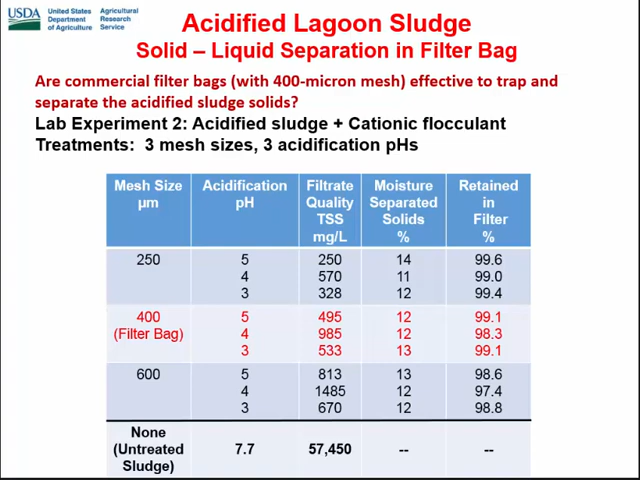 USDA
United States Department of Agriculture
Agricultural Research Service
Acidified Lagoon Sludge
Solid – Liquid Separation in Filter Bag
Are commercial filter bags (with 400-micron mesh) effective to trap and
separate the acidified sludge solids?
Lab Experiment 2: Acidified sludge + Cationic flocculant
Treatments: 3 mesh sizes, 3 acidification pHs
Mesh Size µm | Acidification pH | Filtrate Quality TSS mg/L | Moisture Separated Solids % | Retained in Filter %
250 | 5 | 250 | 14 | 99.6
4 | 570 | 11 | 99.0
3 | 328 | 12 | 99.4
400 | 5 | 495 | 12 | 99.1
(Filter Bag) | 4 | 985 | 12 | 98.3
3 | 533 | 13 | 99.1
600 | 5 | 813 | 13 | 98.6
4 | 1485 | 12 | 97.4
3 | 670 | 12 | 98.8
None (Untreated Sludge) | 7.7 | 57,450 | -- | --